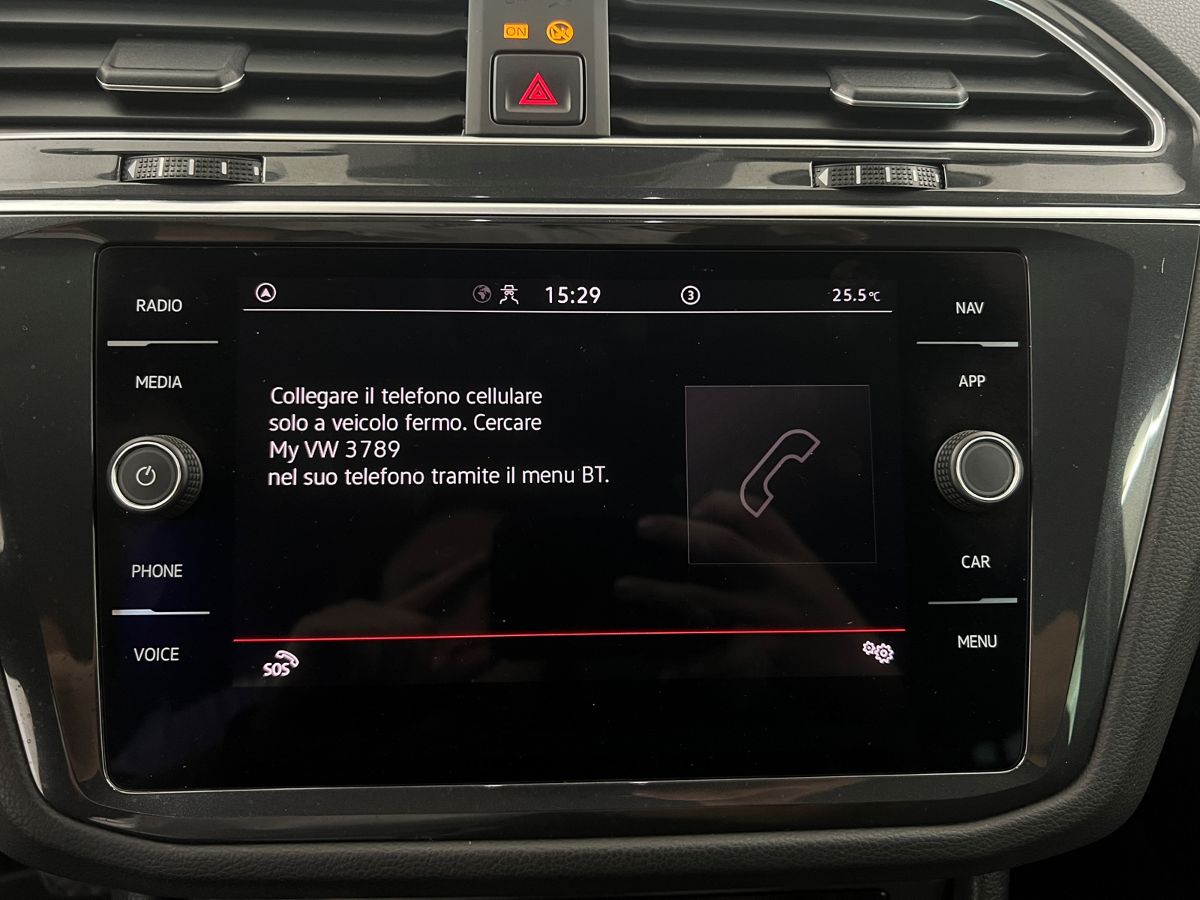 ON
RADIO
MEDIA
PHONE
VOICE
15:29
3
25.5°C
Collegare il telefono cellulare
solo a veicolo fermo. Cercare
My VW 3789
nel suo telefono tramite il menu BT.
SOS
NAV
APP
CAR
MENU